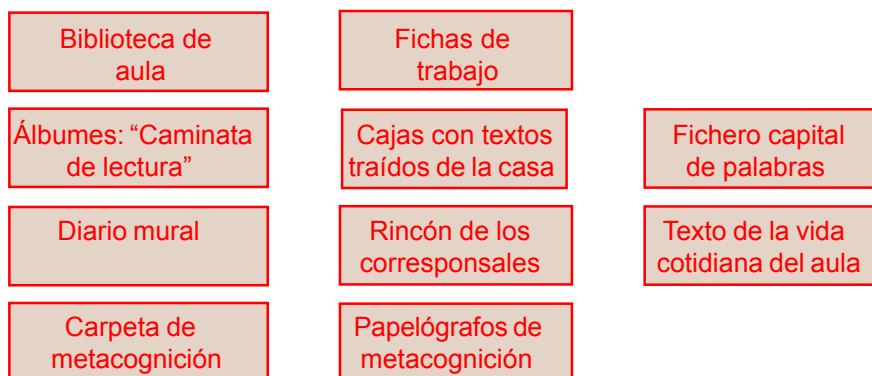 Biblioteca de
aula
Fichas de
trabajo
Álbumes: “Caminata
de lectura”
Cajas con textos
traídos de la casa
Fichero capital
de palabras
Diario mural
Rincón de los
corresponsales
Texto de la vida
cotidiana del aula
Carpeta de
metacognición
Papelógrafos de
metacognición